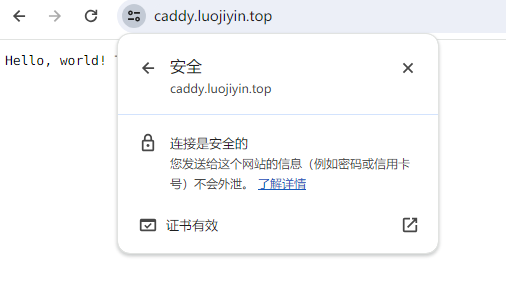 caddy.luojiyin.top
Hello, world!
安全
caddy.luojiyin.top
连接是安全的
您发送给这个网站的信息（例如密码或信用卡
号）不会外泄。 了解详情
证书有效